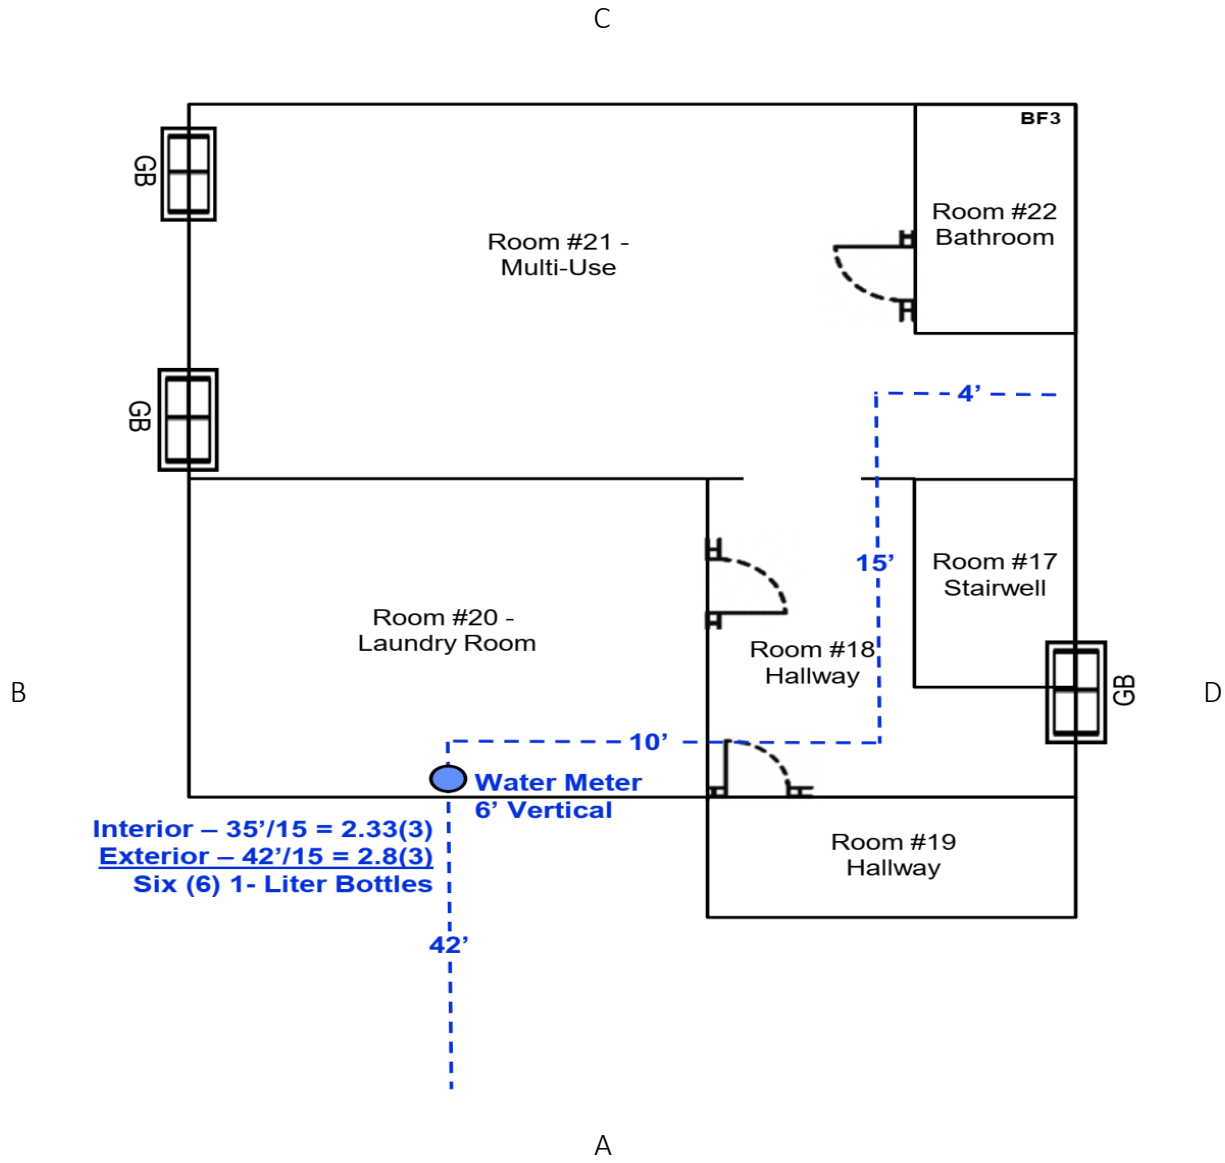 C
BF3
GB
Room #22
Bathroom
Room #21 -
Multi-Use
4’
GB
15’
Room #17
Stairwell
Room #20 -
Laundry Room
Room #18
Hallway
GB
B
D
10’
Water Meter
6’ Vertical
Interior – 35’/15 = 2.33(3)
Exterior – 42’/15 = 2.8(3)
Six (6) 1- Liter Bottles
Room #19
Hallway
42’
A